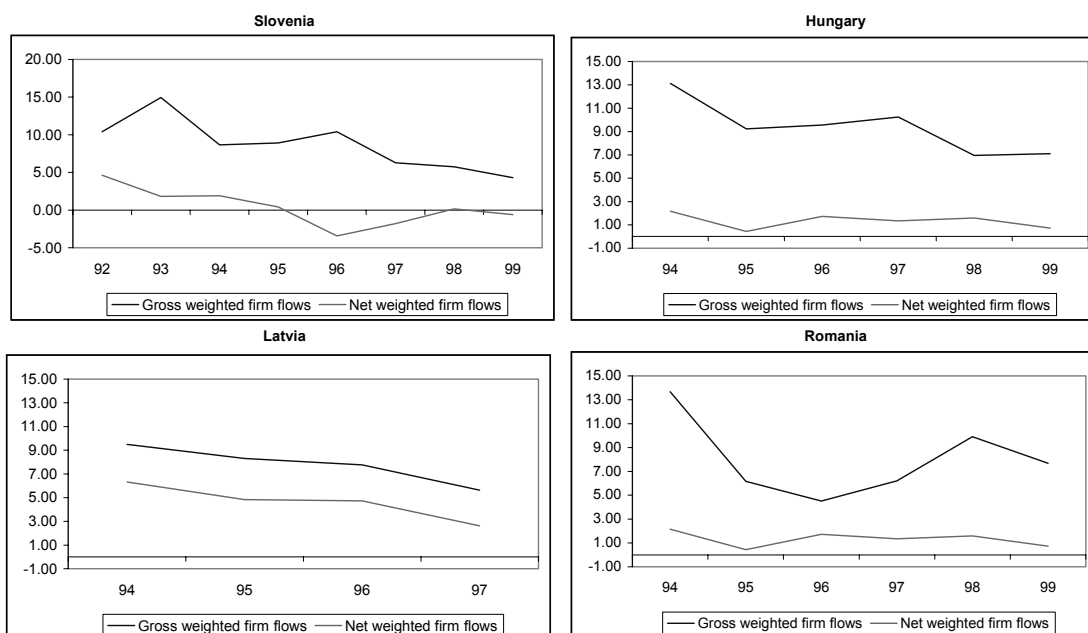 Slovenia
20.00
15.00
10.00
5.00
0.00
-5.00
92 93 94 95 96 97 98 99
Gross weighted firm flows Net weighted firm flows
Hungary
15.00
13.00
11.00
9.00
7.00
5.00
3.00
1.00
-1.00
94 95 96 97 98 99
Gross weighted firm flows Net weighted firm flows
Latvia
15.00
13.00
11.00
9.00
7.00
5.00
3.00
1.00
-1.00
94 95 96 97
Gross weighted firm flows Net weighted firm flows
Romania
15.00
13.00
11.00
9.00
7.00
5.00
3.00
1.00
-1.00
94 95 96 97 98 99
Gross weighted firm flows Net weighted firm flows